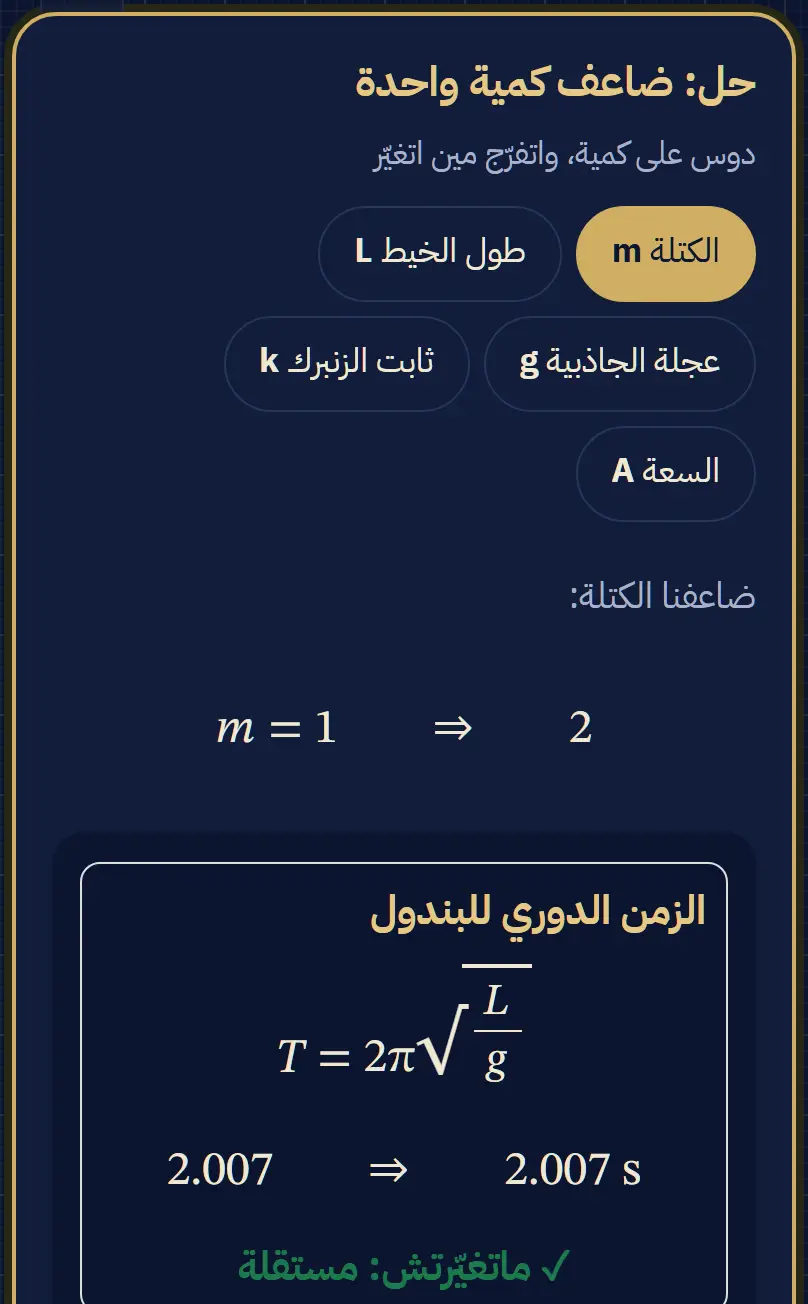 حل: ضاعف كمية واحدة
دوس على كمية، واتفرّج مين اتغيّر
الكتلة m
طول الخيط L
عجلة الجاذبية g
ثابت الزنبرك k
السعة A
ضاعفنا الكتلة:
m = 1 ⇒ 2
الزمن الدوري للبندول
T = 2π√(L/g)
2.007 ⇒ 2.007 s
✓ ماتغيّرتش: مستقلة